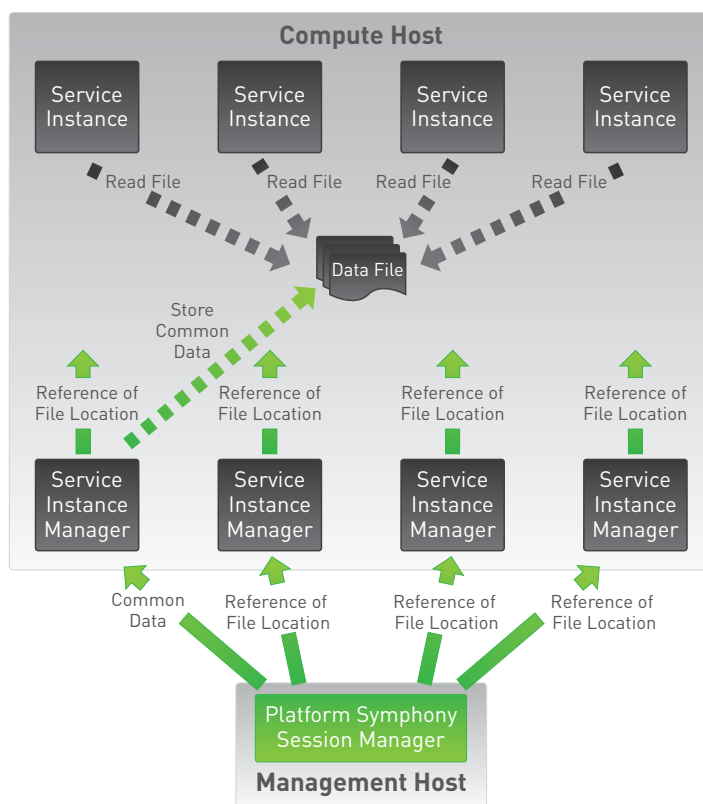 Compute Host
Service
Instance
Service
Instance
Service
Instance
Service
Instance
Read File
Read File
Read File
Read File
Data File
Store
Common
Data
Reference of
File Location
Reference of
File Location
Reference of
File Location
Reference of
File Location
Service
Instance
Manager
Service
Instance
Manager
Service
Instance
Manager
Service
Instance
Manager
Common
Data
Reference of
File Location
Reference of
File Location
Reference of
File Location
Platform Symphony
Session Manager
Management Host